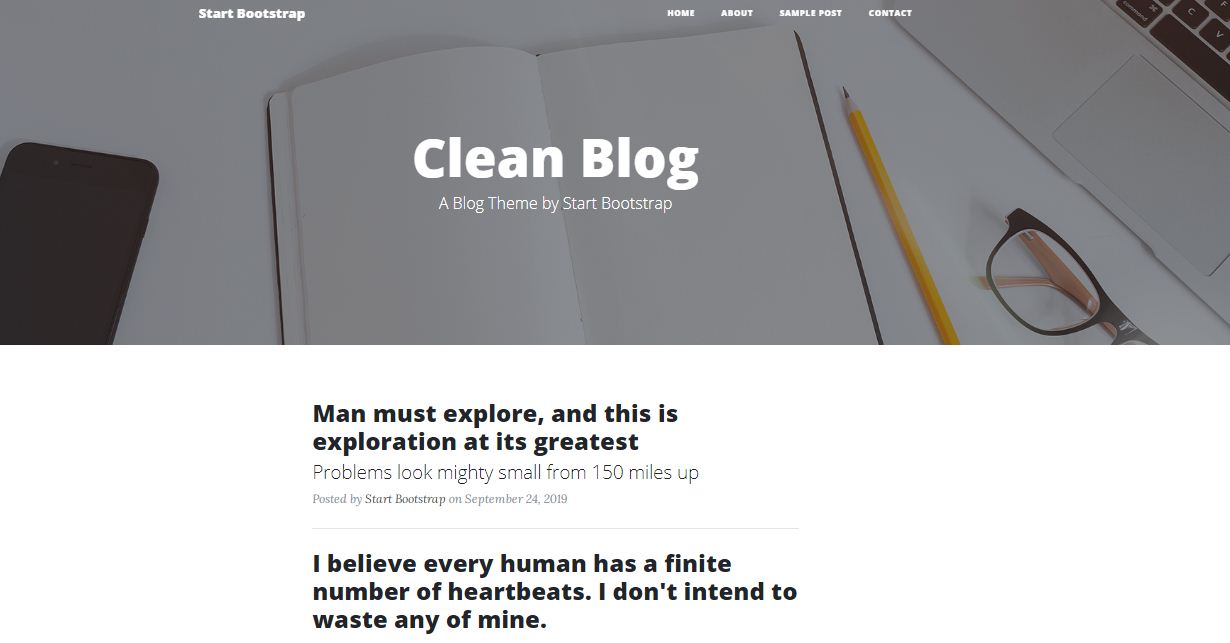 Start Bootstrap
HOME ABOUT SAMPLE POST CONTACT
command ⌘
C V
F
Clean Blog
A Blog Theme by Start Bootstrap
Man must explore, and this is
exploration at its greatest
Problems look mighty small from 150 miles up
Posted by Start Bootstrap on September 24, 2019
I believe every human has a finite
number of heartbeats. I don't intend to
waste any of mine.